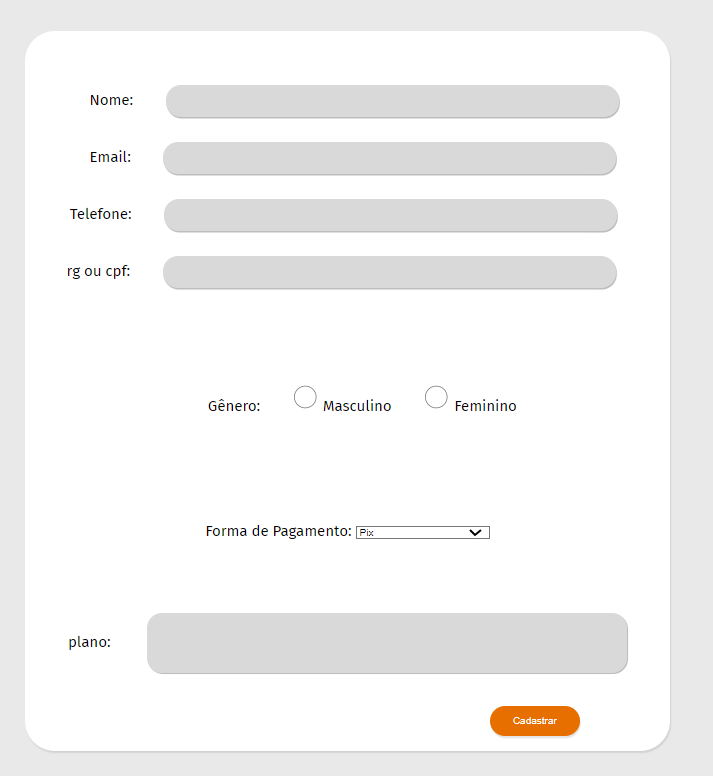 Nome:
Email:
Telefone:
rg ou cpf:
Gênero: Masculino Feminino
Forma de Pagamento: Pix
plano:
Cadastrar